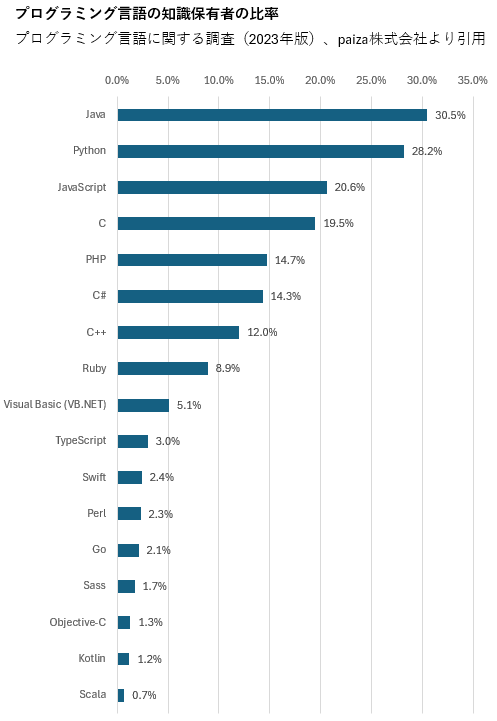 プログラミング言語の知識保有者の比率
プログラミング言語に関する調査（2023年版）、paiza株式会社より引用
0.0% 5.0% 10.0% 15.0% 20.0% 25.0% 30.0% 35.0%
Java 30.5%
Python 28.2%
JavaScript 20.6%
C 19.5%
PHP 14.7%
C# 14.3%
C++ 12.0%
Ruby 8.9%
Visual Basic (VB.NET) 5.1%
TypeScript 3.0%
Swift 2.4%
Perl 2.3%
Go 2.1%
Sass 1.7%
Objective-C 1.3%
Kotlin 1.2%
Scala 0.7%